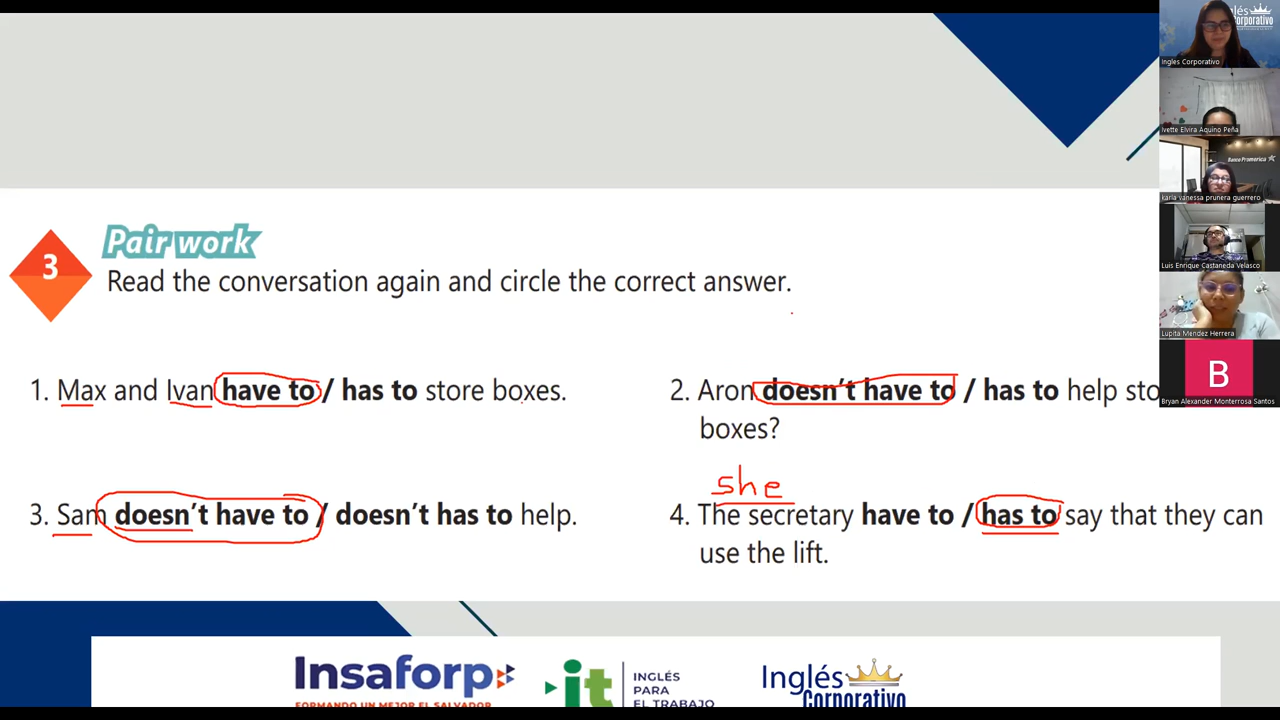 Pair work
3
Read the conversation again and circle the correct answer.
1. Max and Ivan have to / has to store boxes.
2. Aron doesn't have to / has to help sto
boxes?
3. Sam doesn't have to / doesn't has to help.
she
4. The secretary have to / has to say that they can
use the lift.
Insaforp
FORMANDO UN MEJOR EL SALVADOR
it
INGLÉS
PARA
EL TRABAJO
Inglés
Corporativo
glés
Corporativo
Ingles Corporativo
Ivette Elvira Aquino Peña
Banco Promerica
karla vanessa prunera guerrero
Luis Enrique Castaneda Velasco
Lupita Mendez Herrera
B
Bryan Alexander Monterrosa Santos